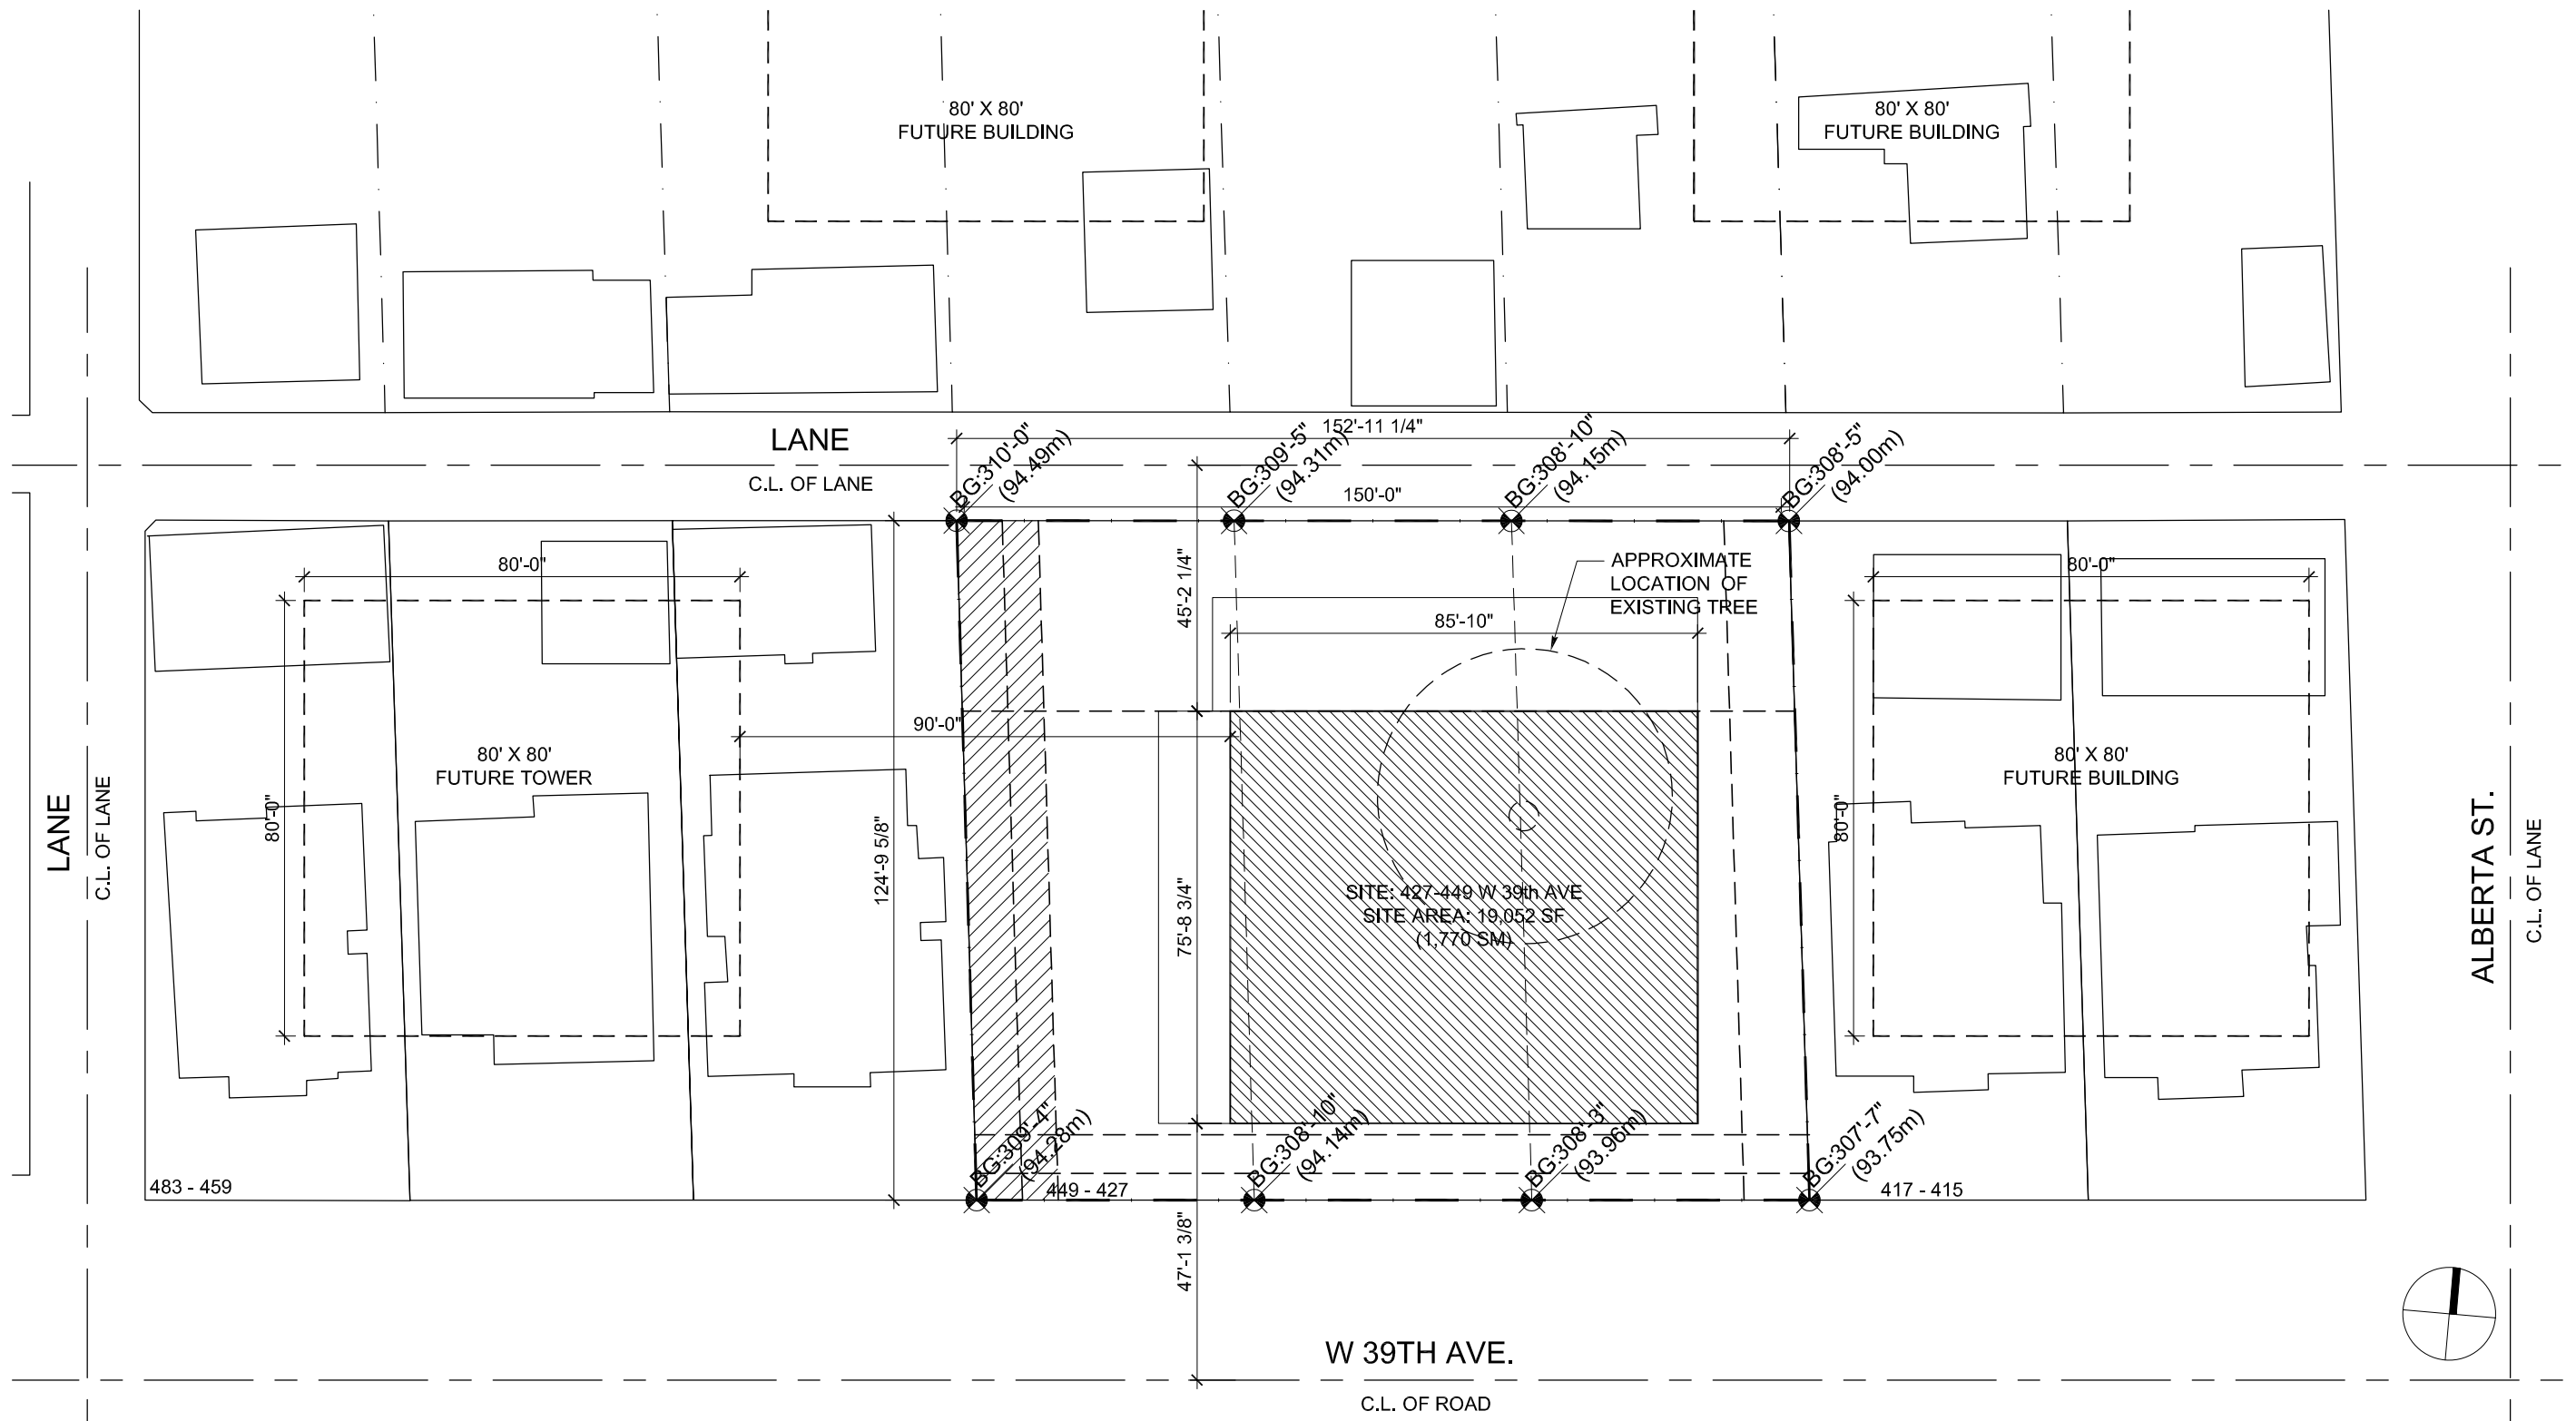 80' X 80'
FUTURE BUILDING
80' X 80'
FUTURE BUILDING
LANE
C.L. OF LANE
152'-11 1/4"
BG:310'-0"
(94.49m)
BG:309'-5"
(94.31m)
BG:308'-10"
(94.15m)
BG:308'-5"
(94.00m)
150'-0"
80'-0"
45'-2 1/4"
APPROXIMATE
LOCATION OF
EXISTING TREE
80'-0"
85'-10"
90'-0"
80' X 80'
FUTURE TOWER
80' X 80'
FUTURE BUILDING
LANE
C.L. OF LANE
80'-0"
124'-9 5/8"
75'-8 3/4"
SITE: 427-449 W 39th AVE
SITE AREA: 19,052 SF
(1,770 SM)
80'-0"
ALBERTA ST.
C.L. OF LANE
BG:309'-4"
(94.28m)
BG:308'-10"
(94.14m)
BG:308'-3"
(93.96m)
BG:307'-7"
(93.75m)
483 - 459
449 - 427
417 - 415
47'-1 3/8"
W 39TH AVE.
C.L. OF ROAD